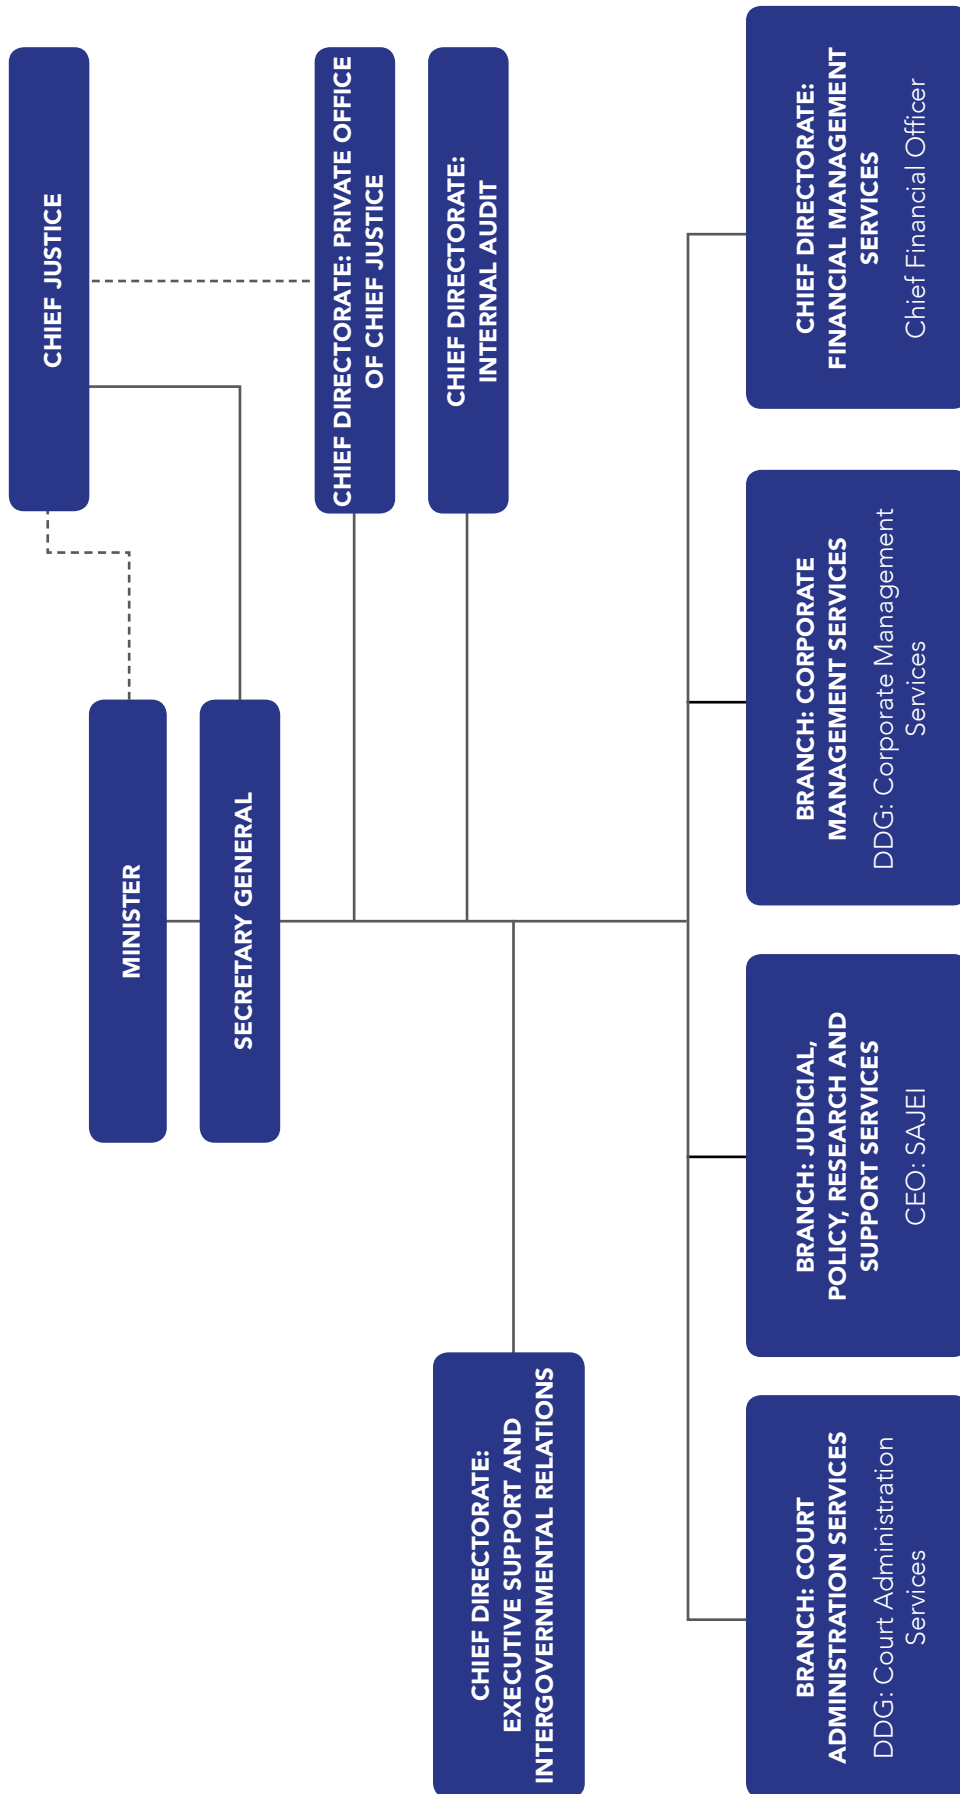 CHIEF JUSTICE
MINISTER
SECRETARY GENERAL
CHIEF DIRECTORATE: PRIVATE OFFICE
OF CHIEF JUSTICE
CHIEF DIRECTORATE:
INTERNAL AUDIT
CHIEF DIRECTORATE:
EXECUTIVE SUPPORT AND
INTERGOVERNMENTAL RELATIONS
BRANCH: COURT
ADMINISTRATION SERVICES
DDG: Court Administration
Services
BRANCH: JUDICIAL,
POLICY, RESEARCH AND
SUPPORT SERVICES
CEO: SAJEI
BRANCH: CORPORATE
MANAGEMENT SERVICES
DDG: Corporate Management
Services
CHIEF DIRECTORATE:
FINANCIAL MANAGEMENT
SERVICES
Chief Financial Officer